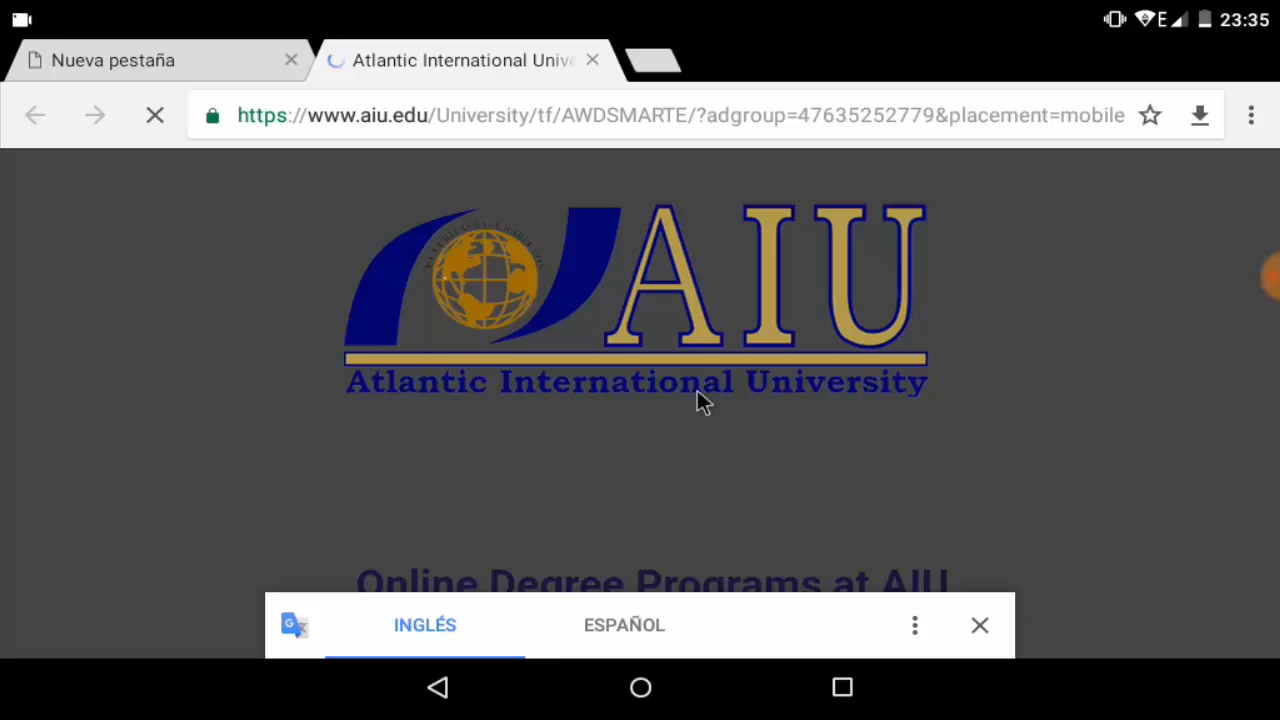 E 23:35
Nueva pestaña
Atlantic International Unive
https://www.aiu.edu/University/tf/AWDSMARTE/?adgroup=47635252779&placement=mobile
AIU
Atlantic International University
Online Degree Programs at AIU
INGLÉS ESPAÑOL